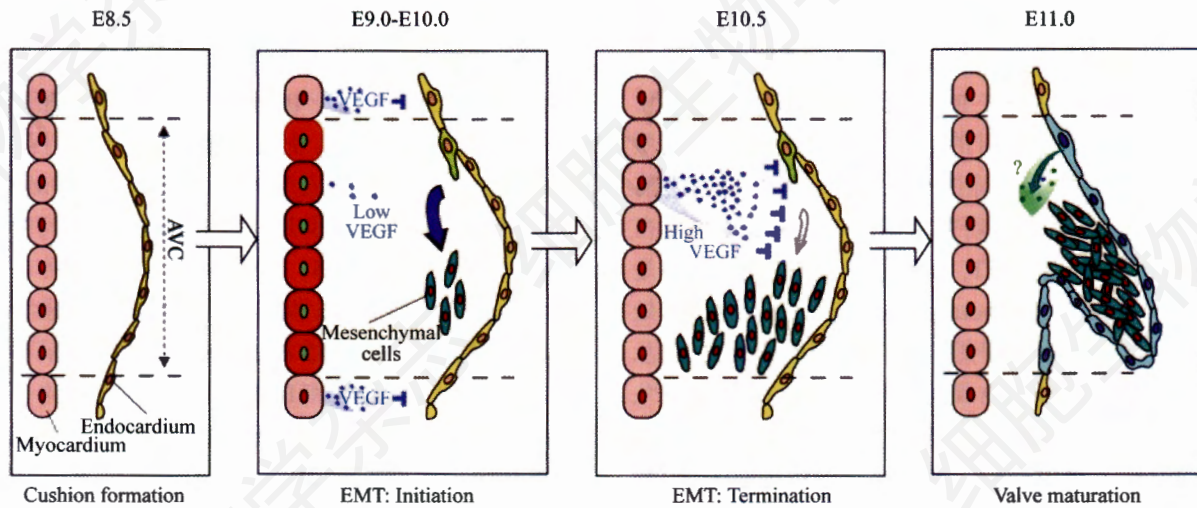 E8.5
E9.0-E10.0
E10.5
E11.0
AVC
Endocardium
Myocardium
VEGF
Low
VEGF
Mesenchymal
cells
VEGF
High
VEGF
?
Cushion formation
EMT: Initiation
EMT: Termination
Valve maturation